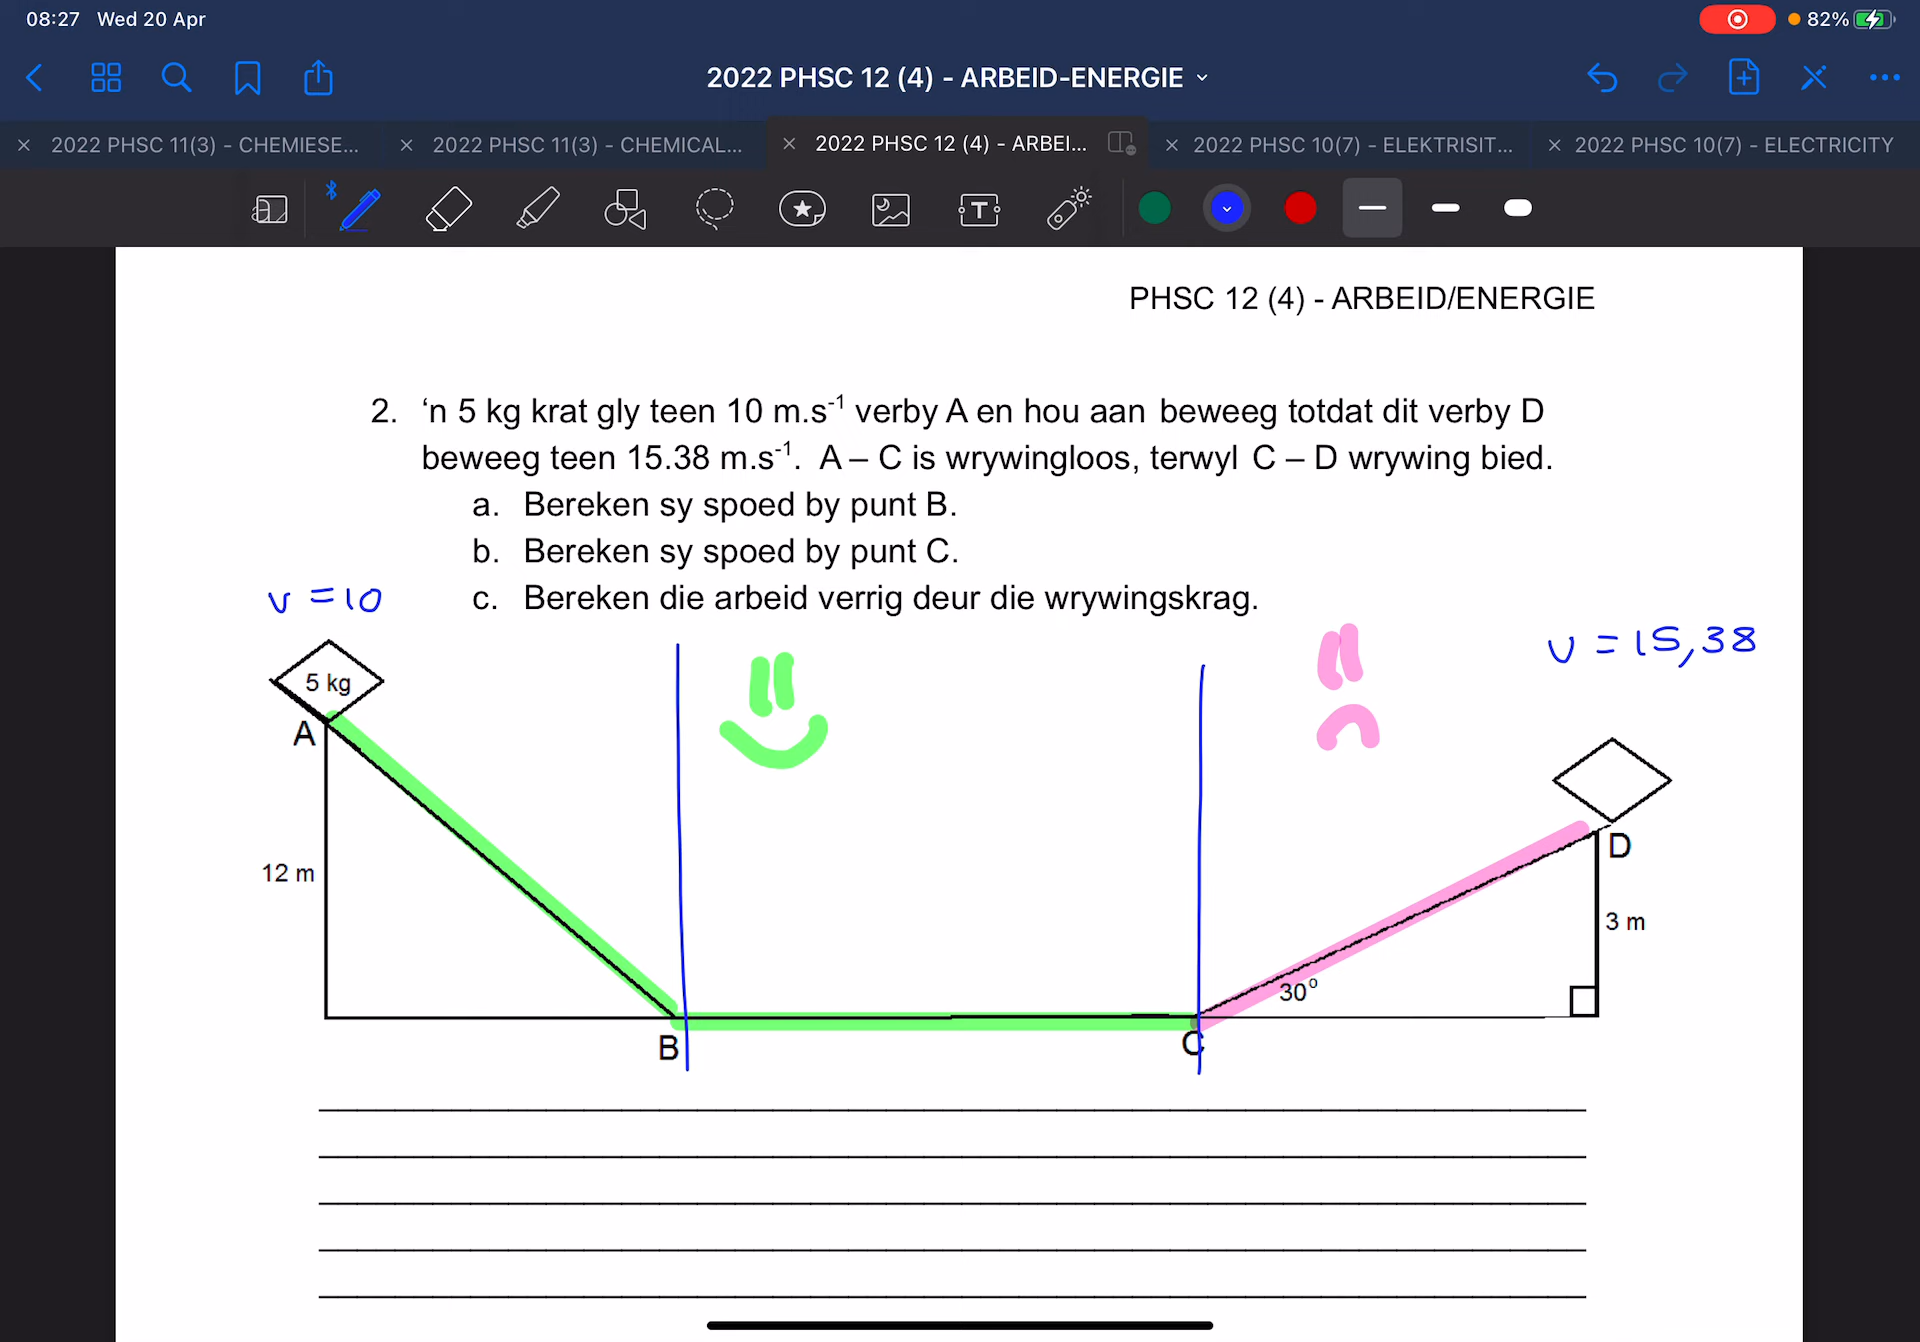 08:27 Wed 20 Apr
82%
2022 PHSC 12 (4) - ARBEID-ENERGIE
2022 PHSC 11(3) - CHEMIESE...
2022 PHSC 11(3) - CHEMICAL...
2022 PHSC 12 (4) - ARBEI...
2022 PHSC 10(7) - ELEKTRISIT...
2022 PHSC 10(7) - ELECTRICITY
T
PHSC 12 (4) - ARBEID/ENERGIE
2. ‘n 5 kg krat gly teen 10 m.s⁻¹ verby A en hou aan beweeg totdat dit verby D
beweeg teen 15.38 m.s⁻¹. A – C is wrywingloos, terwyl C – D wrywing bied.
a. Bereken sy spoed by punt B.
b. Bereken sy spoed by punt C.
c. Bereken die arbeid verrig deur die wrywingskrag.
v = 10
v = 15,38
5 kg
A
D
12 m
3 m
30°
B
C